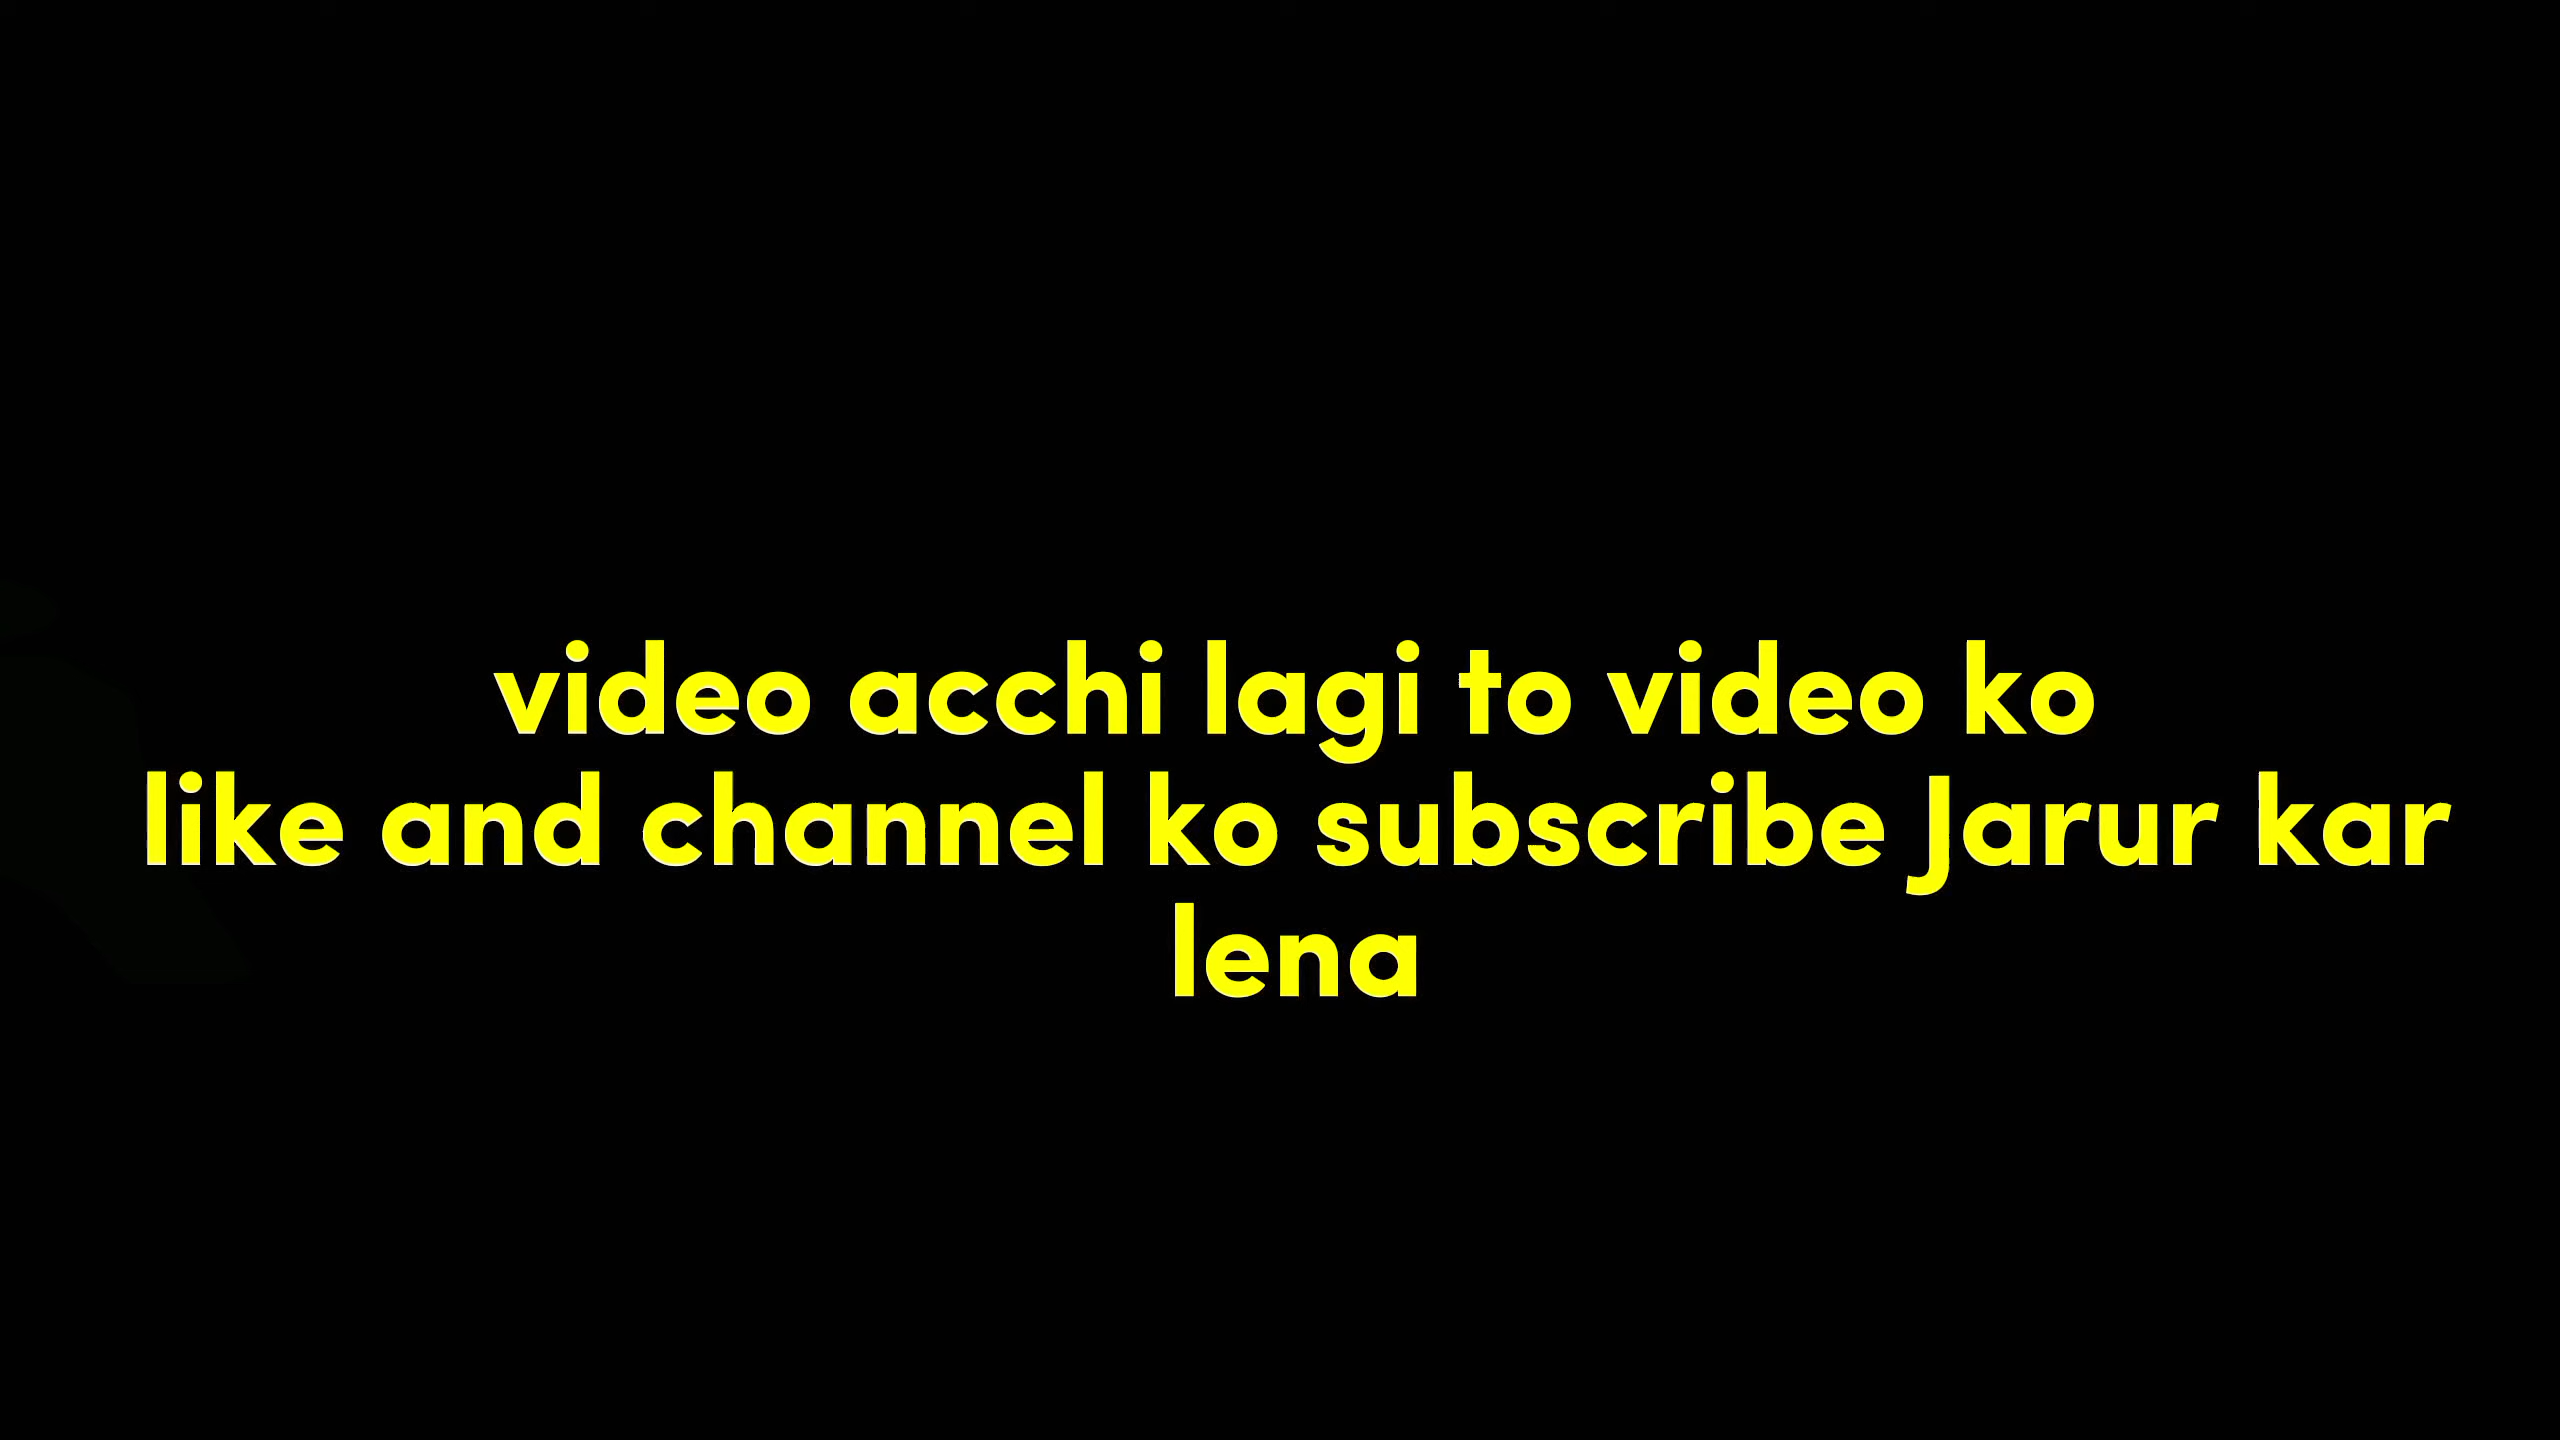 video acchi lagi to video ko
like and channel ko subscribe Jarur kar
lena